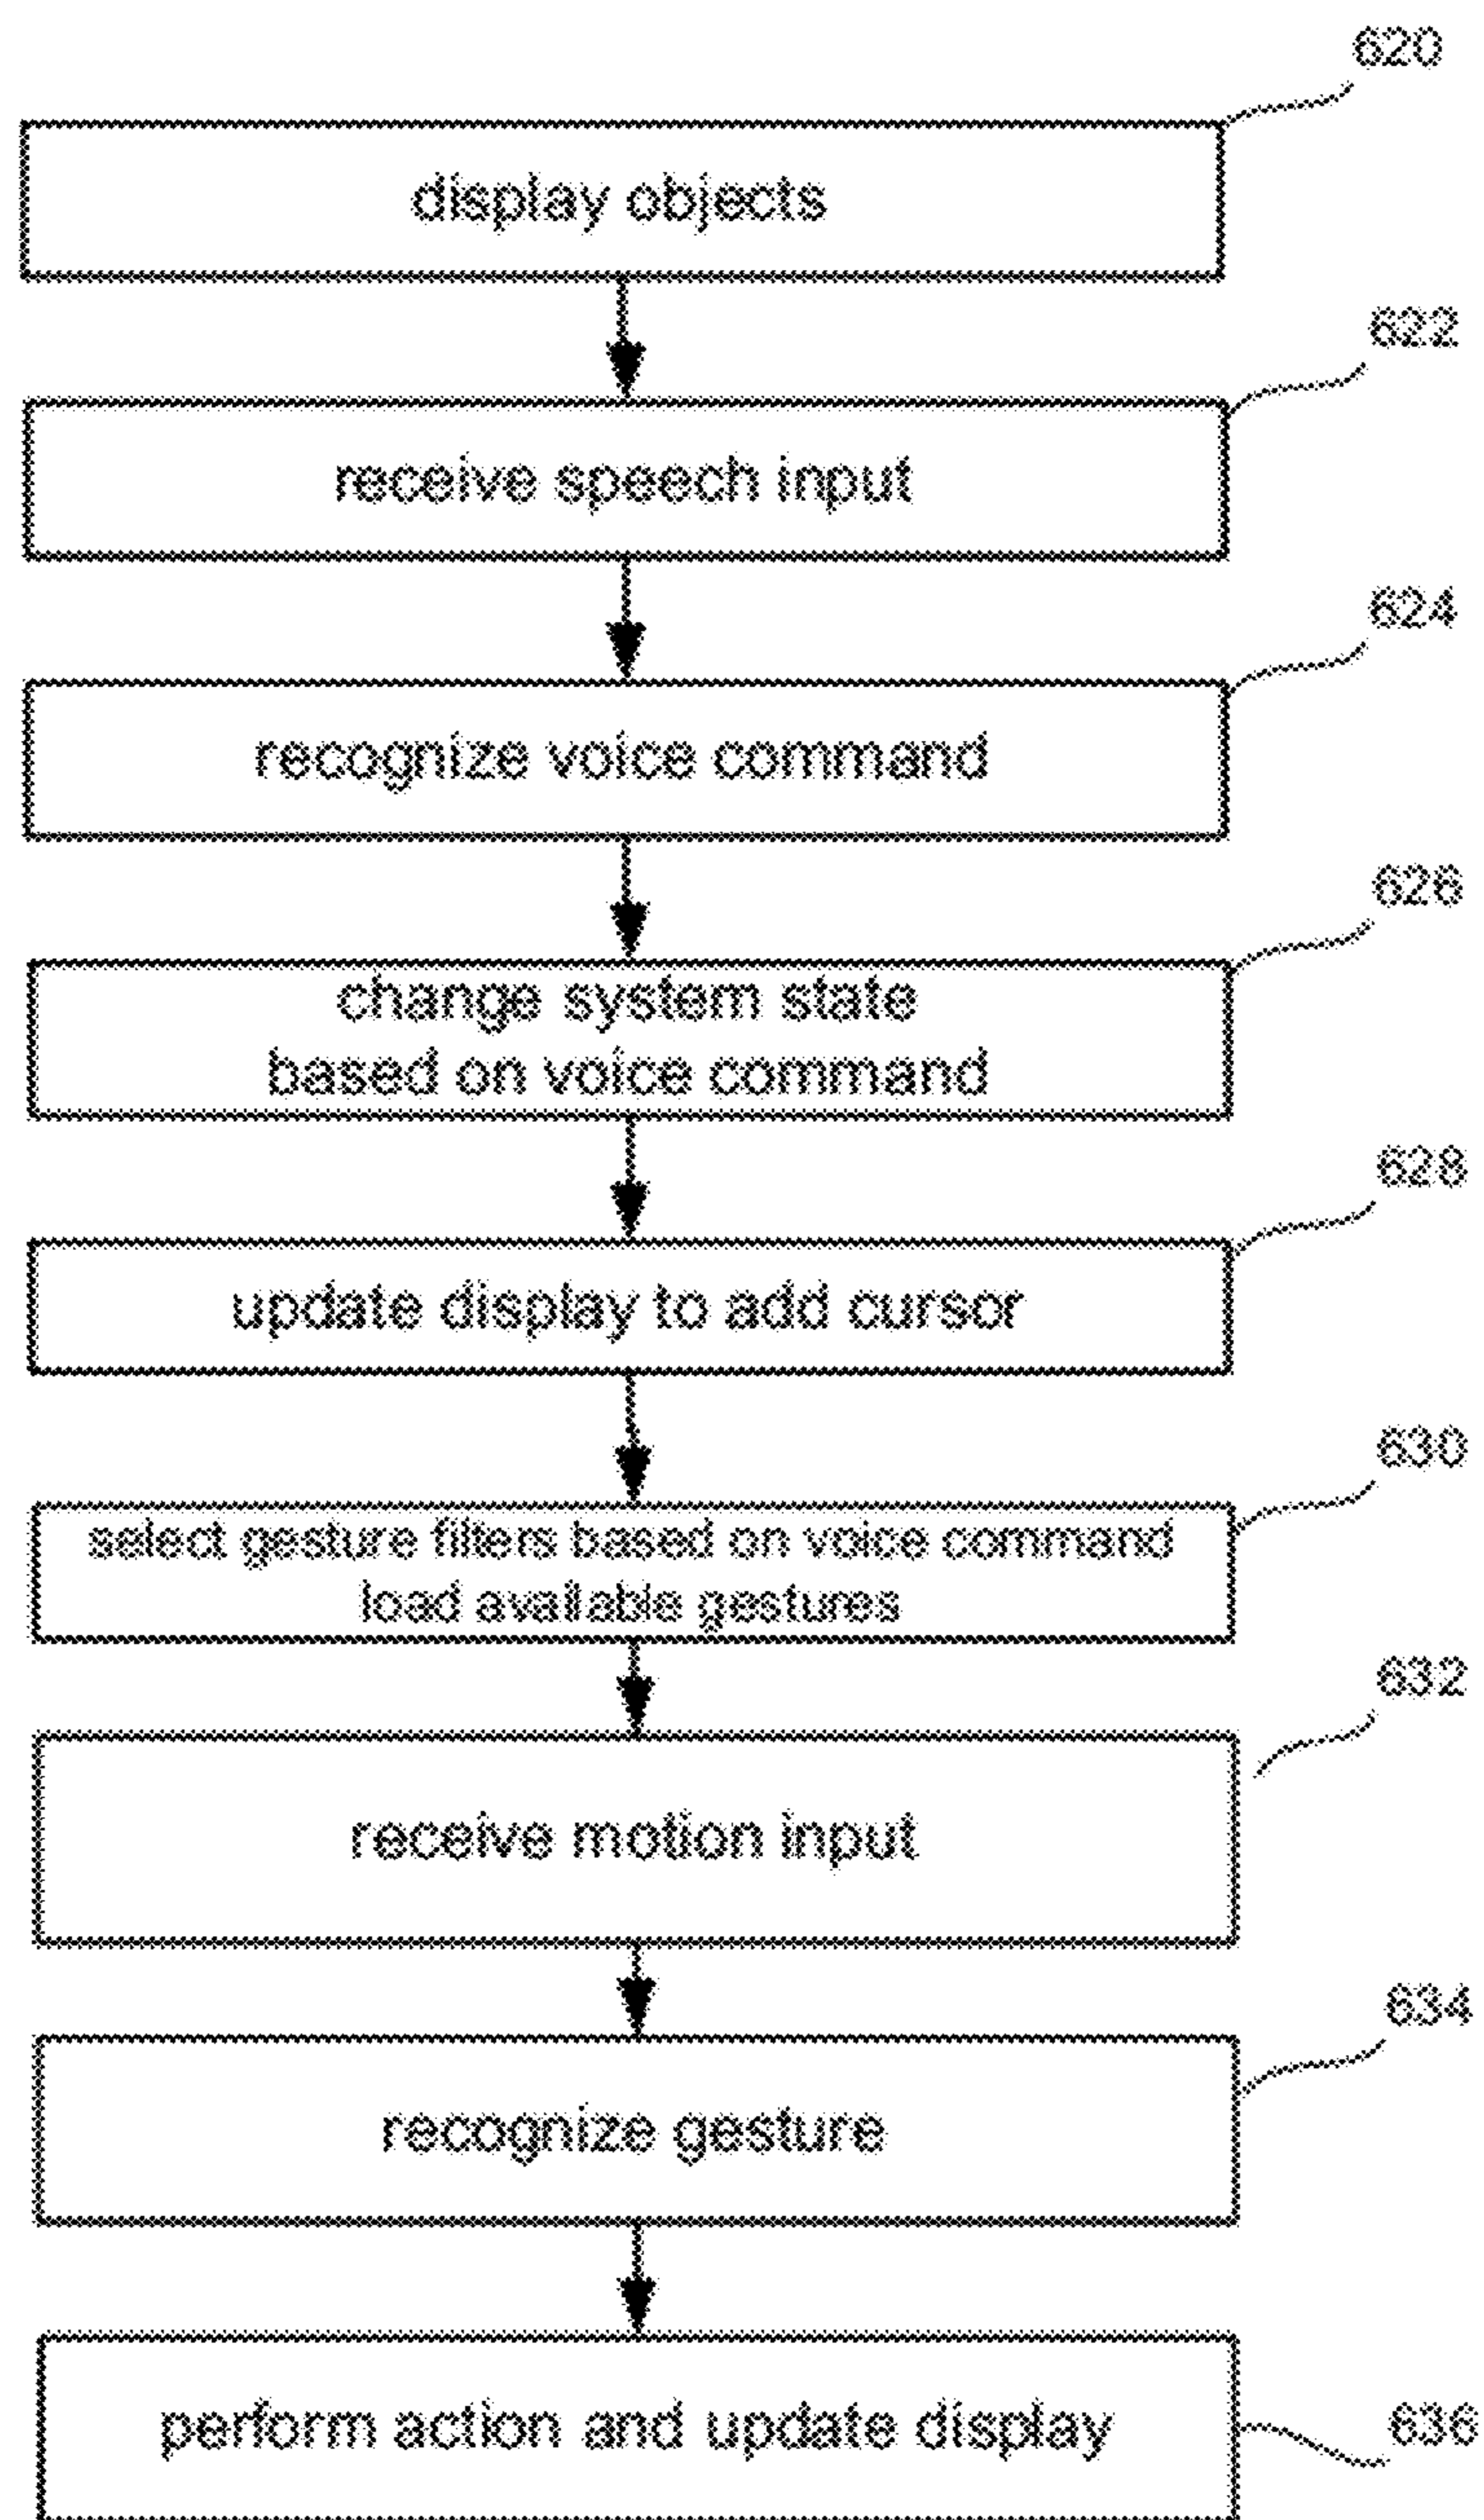 620
display objects
622
receive speech input
624
recognize voice command
626
change system state
based on voice command
628
update display to add cursor
630
select gesture filters based on voice command
load available gestures
632
receive motion input
634
recognize gesture
perform action and update display
636